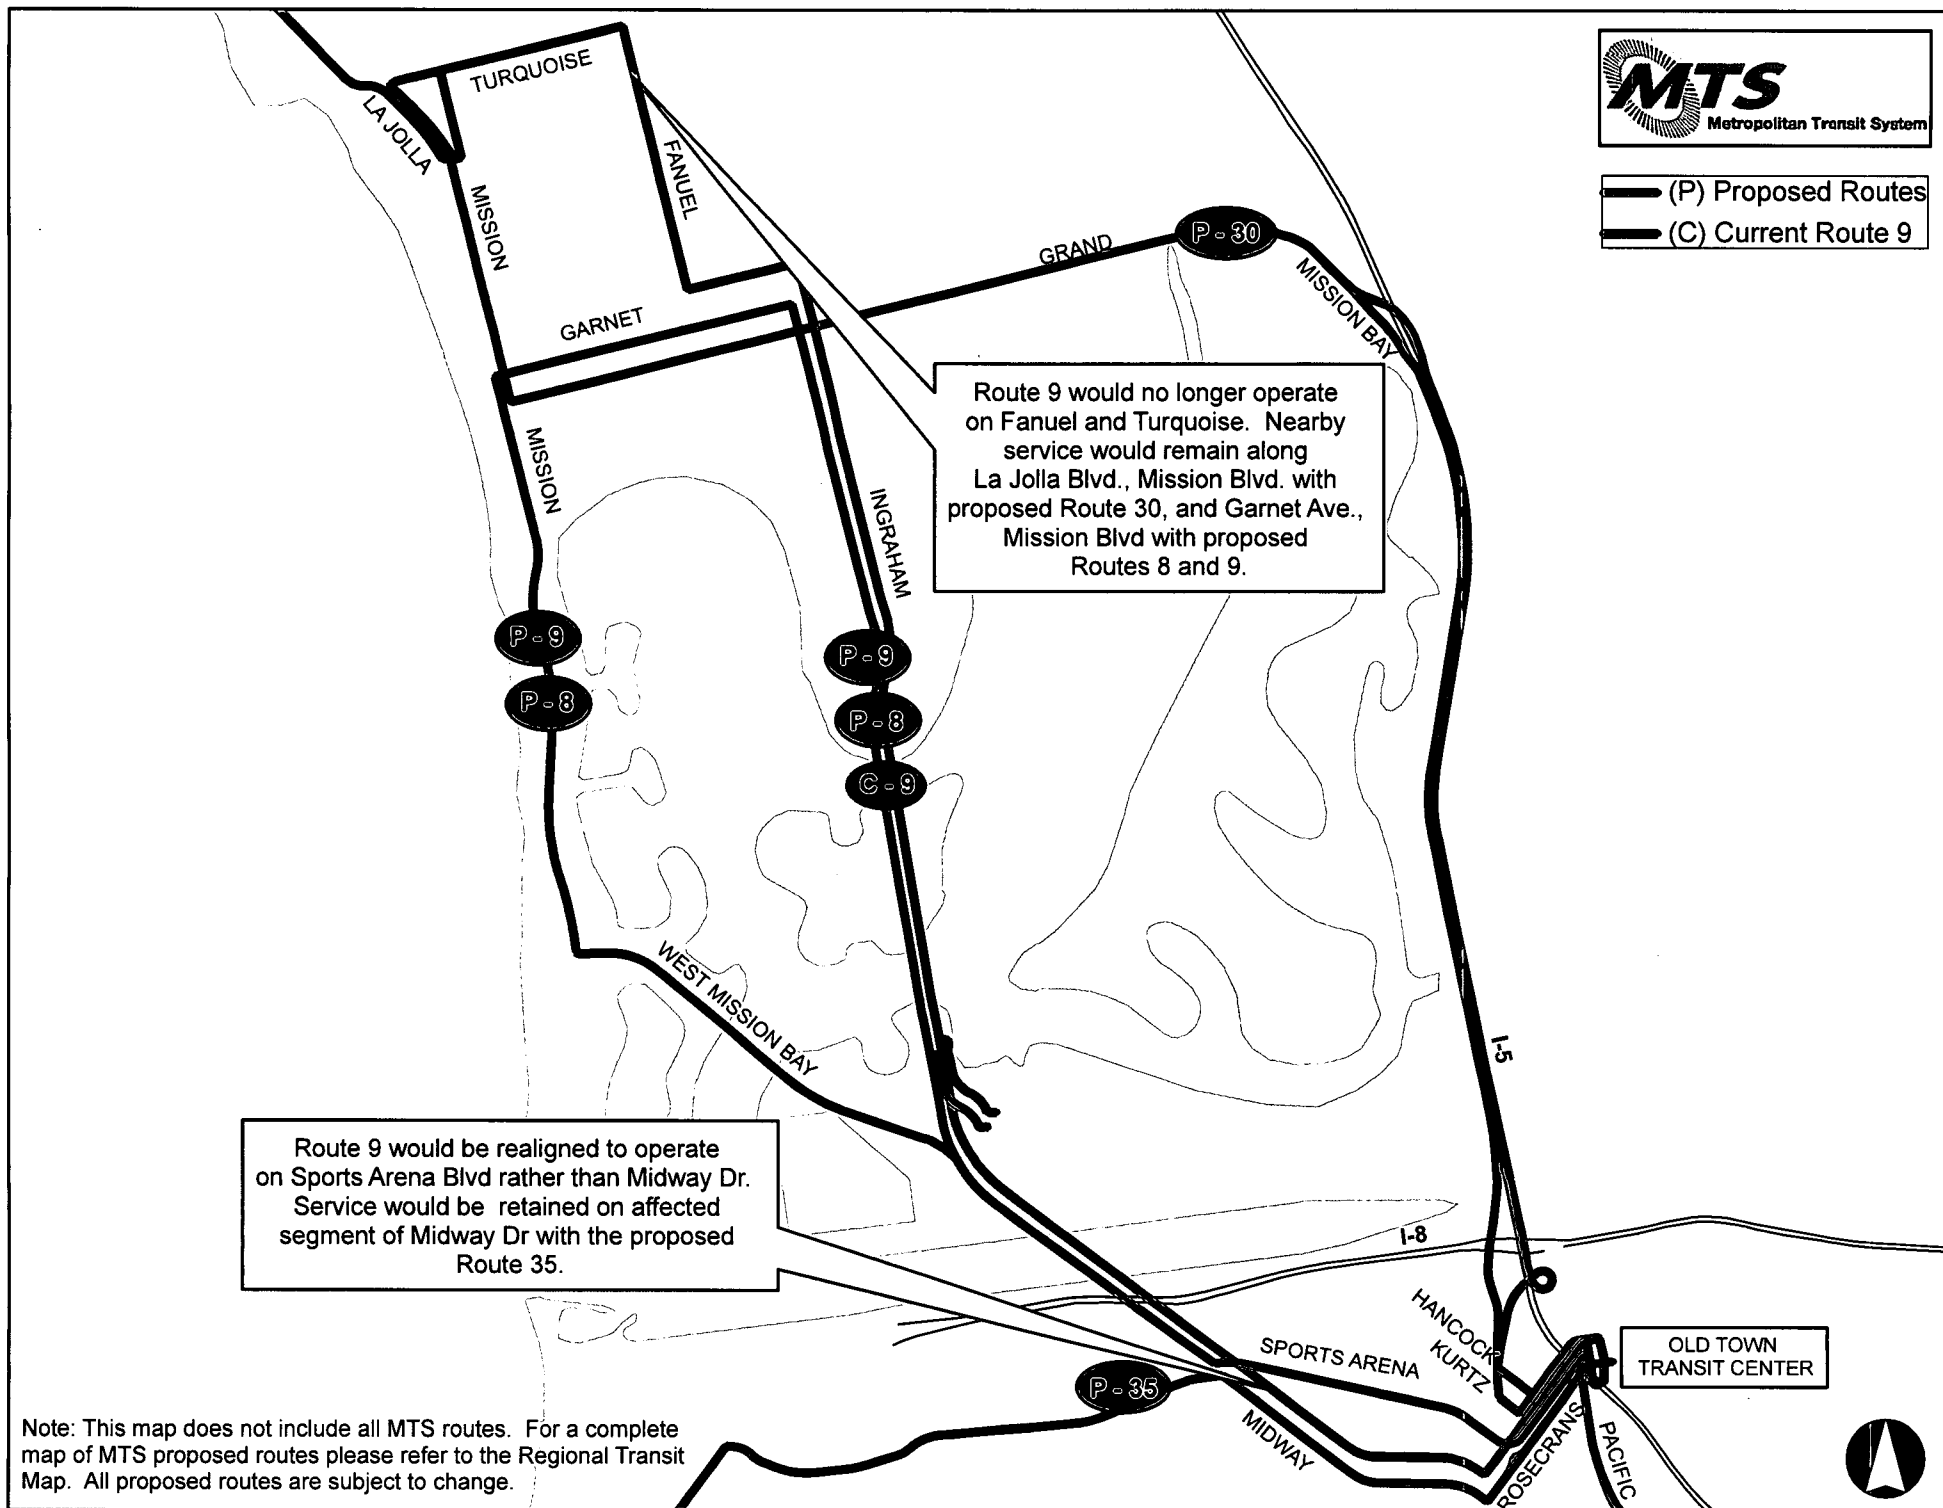 MTS
Metropolitan Transit System
(P) Proposed Routes
(C) Current Route 9
TURQUOISE
LA JOLLA
FANUEL
MISSION
P - 30
GRAND
MISSION BAY
GARNET
Route 9 would no longer operate
on Fanuel and Turquoise. Nearby
service would remain along
La Jolla Blvd., Mission Blvd. with
proposed Route 30, and Garnet Ave.,
Mission Blvd with proposed
Routes 8 and 9.
MISSION
INGRAHAM
P - 9
P - 8
P - 9
P - 8
C - 9
WEST MISSION BAY
I-5
Route 9 would be realigned to operate
on Sports Arena Blvd rather than Midway Dr.
Service would be retained on affected
segment of Midway Dr with the proposed
Route 35.
I-8
HANCOCK
KURTZ
SPORTS ARENA
OLD TOWN
TRANSIT CENTER
P - 35
MIDWAY
ROSECRANS
PACIFIC
Note: This map does not include all MTS routes. For a complete
map of MTS proposed routes please refer to the Regional Transit
Map. All proposed routes are subject to change.